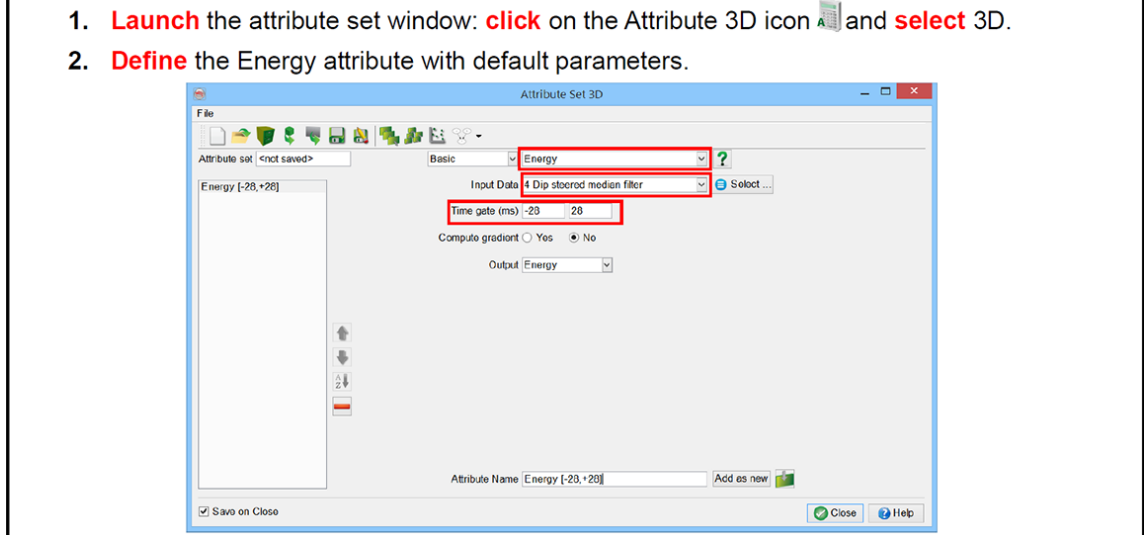 1. Launch the attribute set window: click on the Attribute 3D icon and select 3D.
2. Define the Energy attribute with default parameters.
Attribute Set 3D
File
Attribute set <not saved> Basic Energy ?
Energy [-28,+28] Input Data 4 Dip steered median filter Select ...
Time gate (ms) -28 28
Compute gradient Yes No
Output Energy
Attribute Name Energy [-28,+28] Add as new
Save on Close Close Help